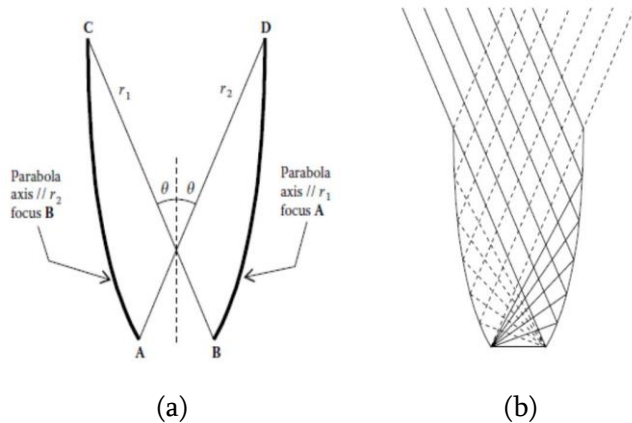 C
D
r₁
r₂
θ
θ
Parabola
axis // r₂
focus B
Parabola
axis // r₁
focus A
A
B
(a)
(b)